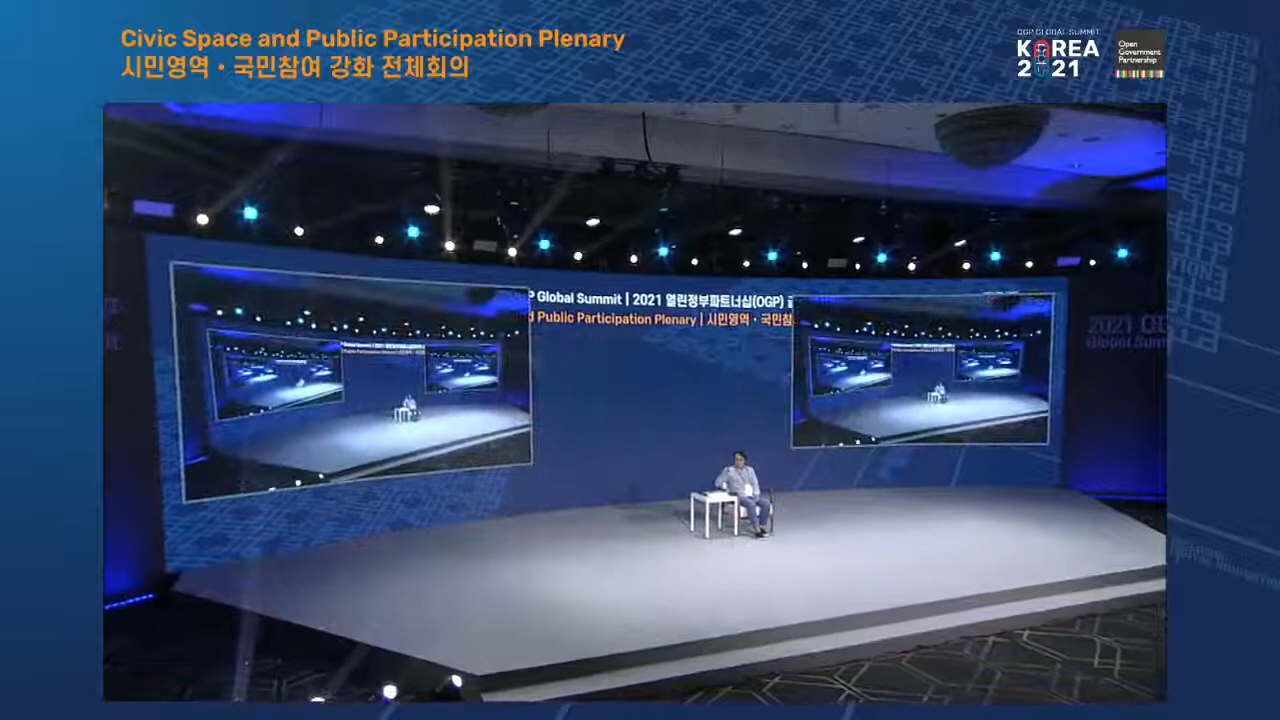 Civic Space and Public Participation Plenary
시민영역 · 국민참여 강화 전체회의
OGP GLOBAL SUMMIT
KOREA
2021
Open
Government
Partnership
P Global Summit | 2021 열린정부파트너십(OGP) 글
d Public Participation Plenary | 시민영역 · 국민참
2021 OG
Global Sum